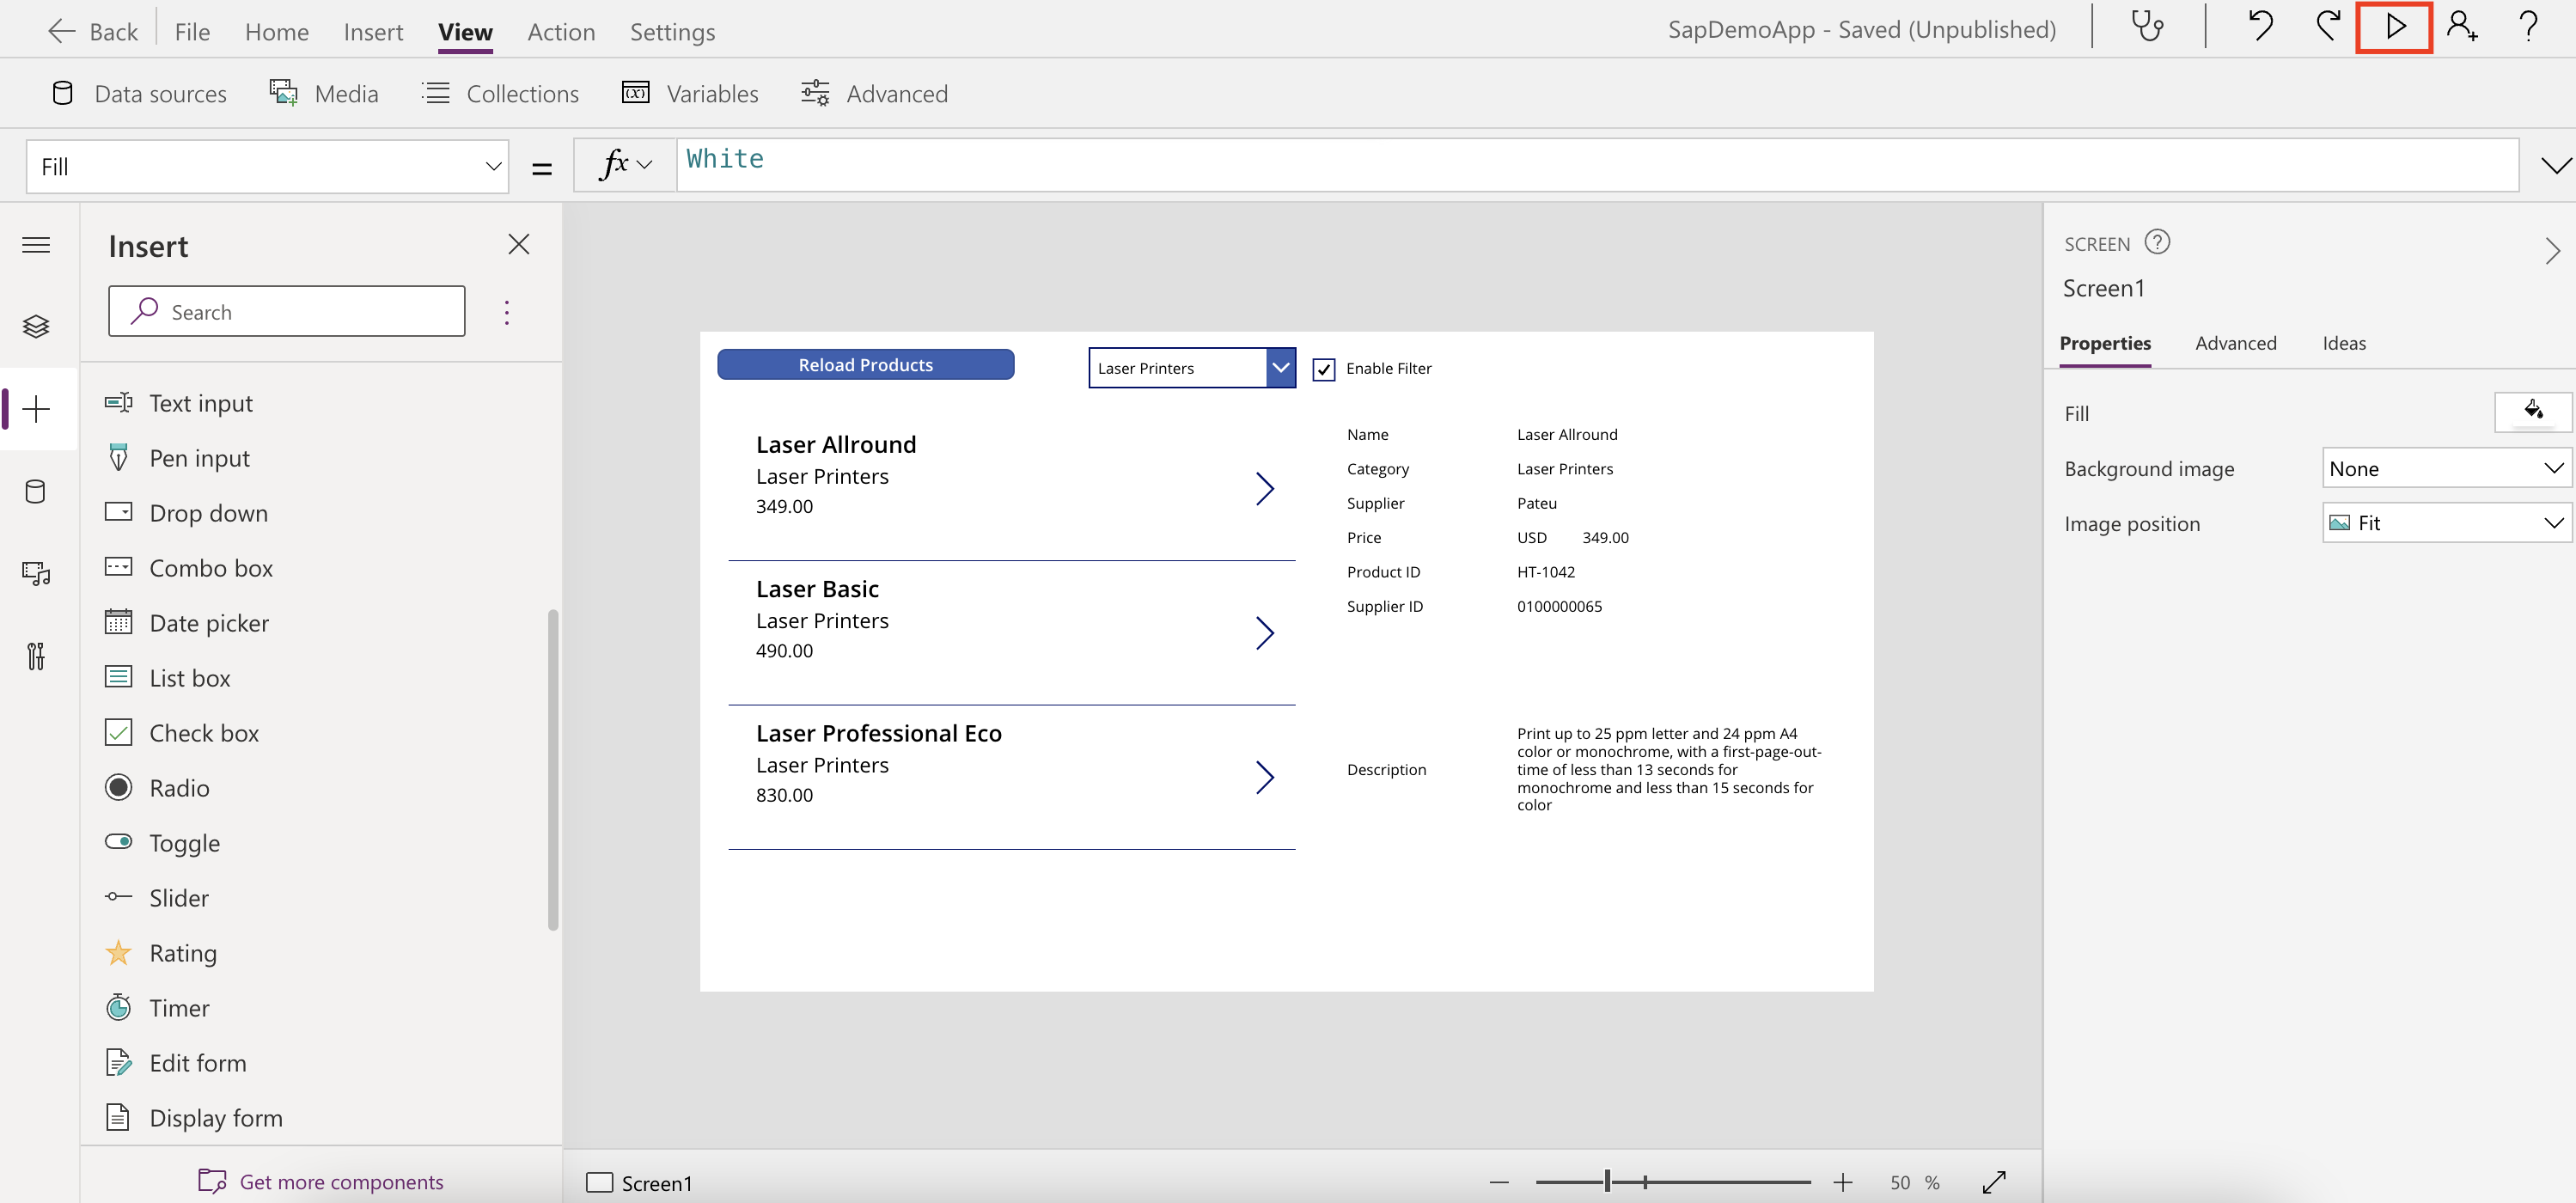 Back File Home Insert View Action Settings SapDemoApp - Saved (Unpublished)
Data sources Media Collections Variables Advanced
Fill = fx White
Insert
Search
Text input
Pen input
Drop down
Combo box
Date picker
List box
Check box
Radio
Toggle
Slider
Rating
Timer
Edit form
Display form
Get more components
Reload Products Laser Printers Enable Filter
Laser Allround
Laser Printers
349.00
Laser Basic
Laser Printers
490.00
Laser Professional Eco
Laser Printers
830.00
Name Laser Allround
Category Laser Printers
Supplier Pateu
Price USD 349.00
Product ID HT-1042
Supplier ID 0100000065
Description
Print up to 25 ppm letter and 24 ppm A4
color or monochrome, with a first-page-out-
time of less than 13 seconds for
monochrome and less than 15 seconds for
color
Screen1 50 %
SCREEN
Screen1
Properties Advanced Ideas
Fill
Background image None
Image position Fit